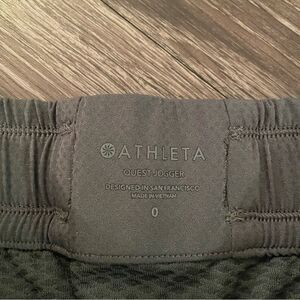 ATHLETA
QUEST JOGGER
DESIGNED IN SAN FRANCISCO
MADE IN VIETNAM
0